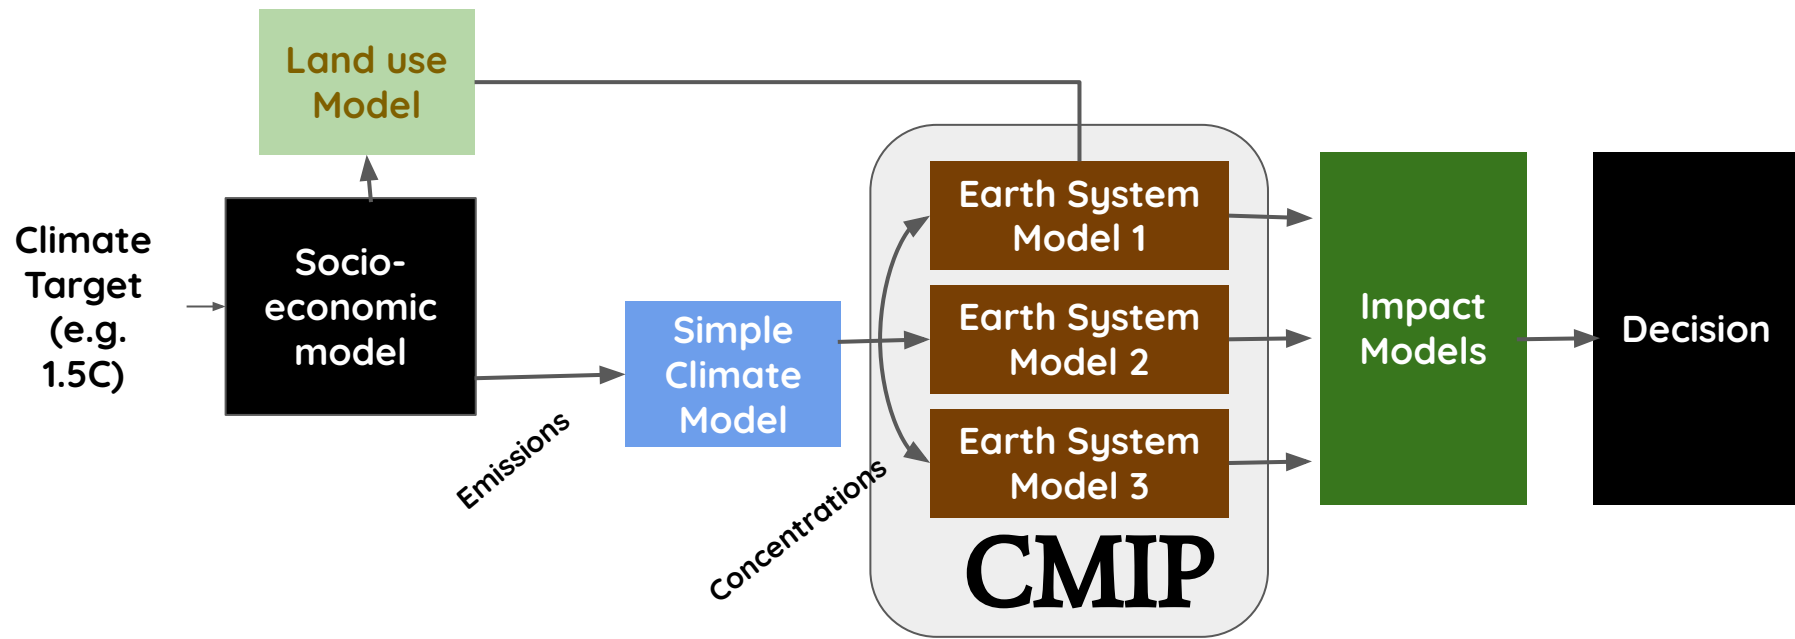 Land use
Model
Climate
Target
(e.g.
1.5C)
Socio-
economic
model
Emissions
Simple
Climate
Model
Concentrations
Earth System
Model 1
Earth System
Model 2
Earth System
Model 3
CMIP
Impact
Models
Decision